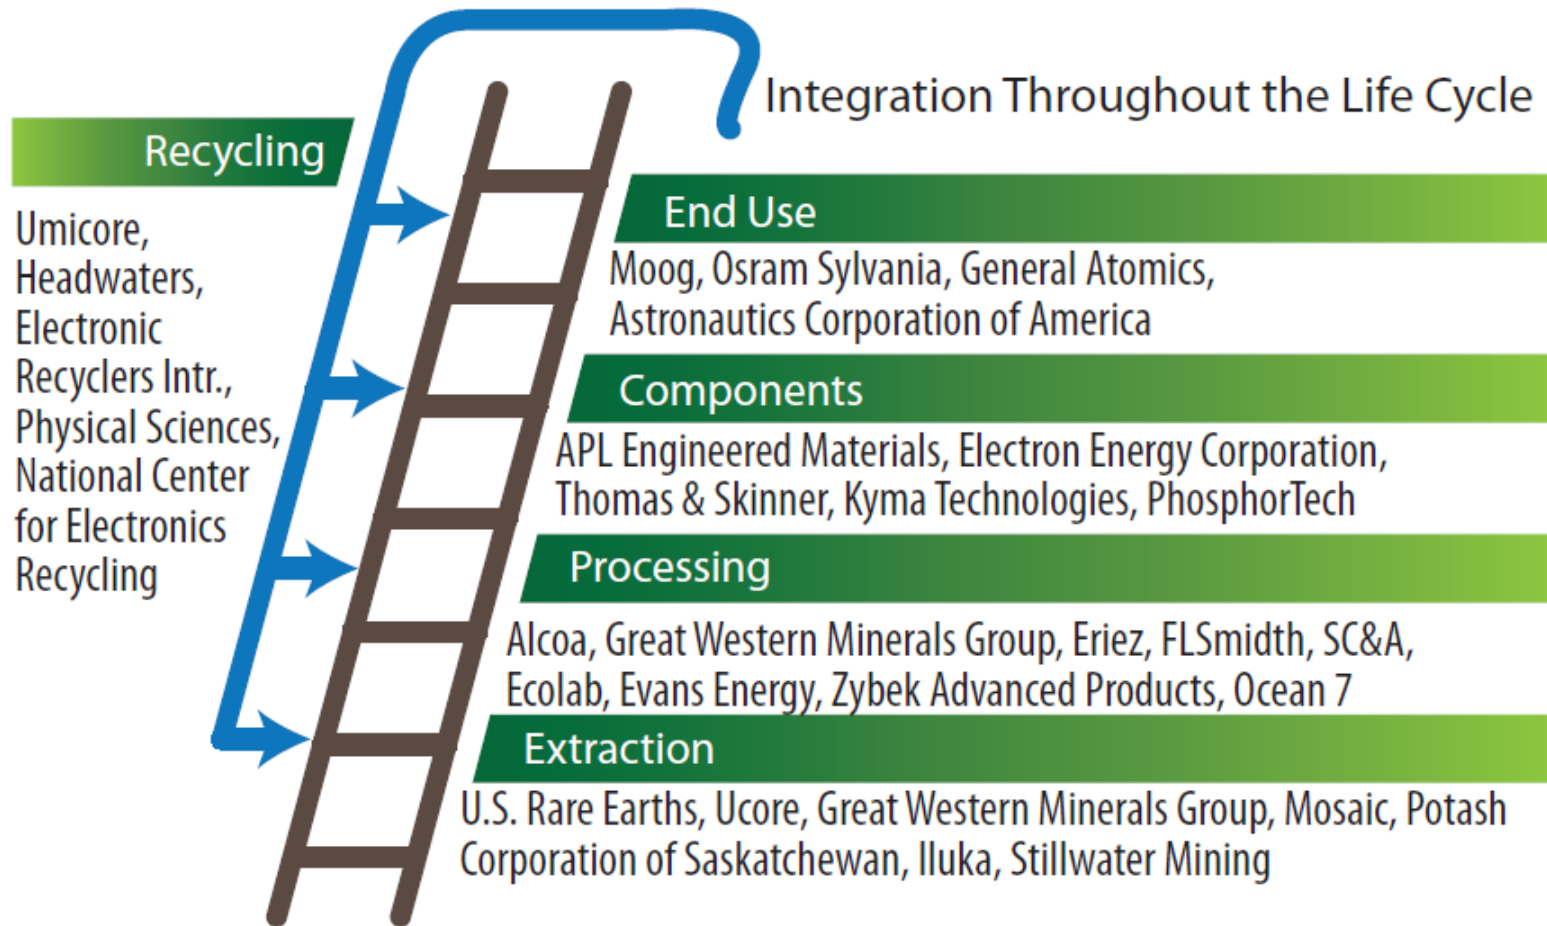 Integration Throughout the Life Cycle
Recycling
Umicore,
Headwaters,
Electronic
Recyclers Intr.,
Physical Sciences,
National Center
for Electronics
Recycling
End Use
Moog, Osram Sylvania, General Atomics,
Astronautics Corporation of America
Components
APL Engineered Materials, Electron Energy Corporation,
Thomas & Skinner, Kyma Technologies, PhosphorTech
Processing
Alcoa, Great Western Minerals Group, Eriez, FLSmidth, SC&A,
Ecolab, Evans Energy, Zybek Advanced Products, Ocean 7
Extraction
U.S. Rare Earths, Ucore, Great Western Minerals Group, Mosaic, Potash
Corporation of Saskatchewan, Iluka, Stillwater Mining